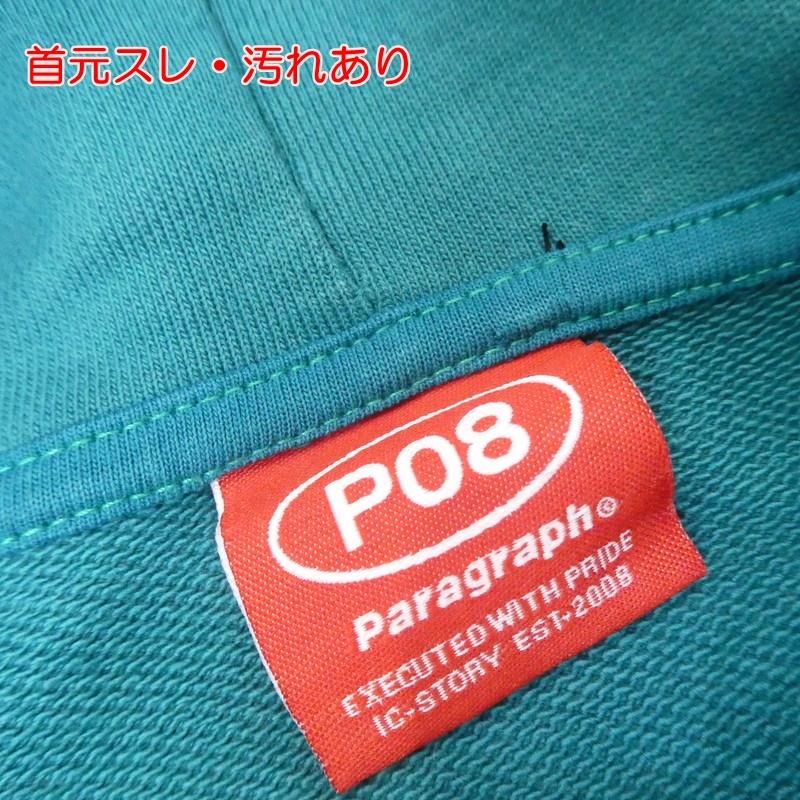 首元スレ・汚れあり
P08
Paragraph®
EXECUTED WITH PRIDE
IC-STORY EST-2008